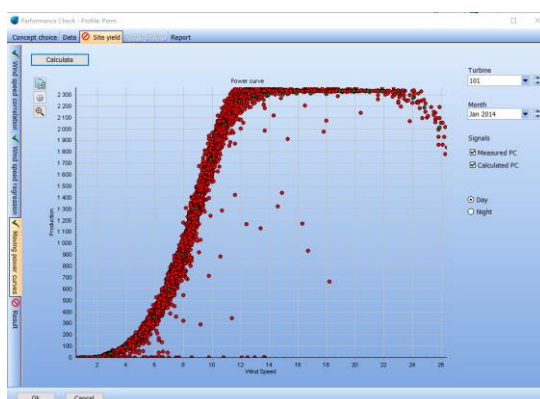 Performance Check - Profile: Perm
Concept choice Data Site yield Report
Calculate
Wind speed correlation
Wind speed regression
Moving power curves
Result
Power curve
Production
2 300
2 200
2 100
2 000
1 900
1 800
1 700
1 600
1 500
1 400
1 300
1 200
1 100
1 000
900
800
700
600
500
400
300
200
100
0
2 4 6 8 10 12 14 16 18 20 22 24 26
Wind Speed
Turbine
101
Month
Jan 2014
Signals
Measured PC
Calculated PC
Day
Night
Ok Cancel